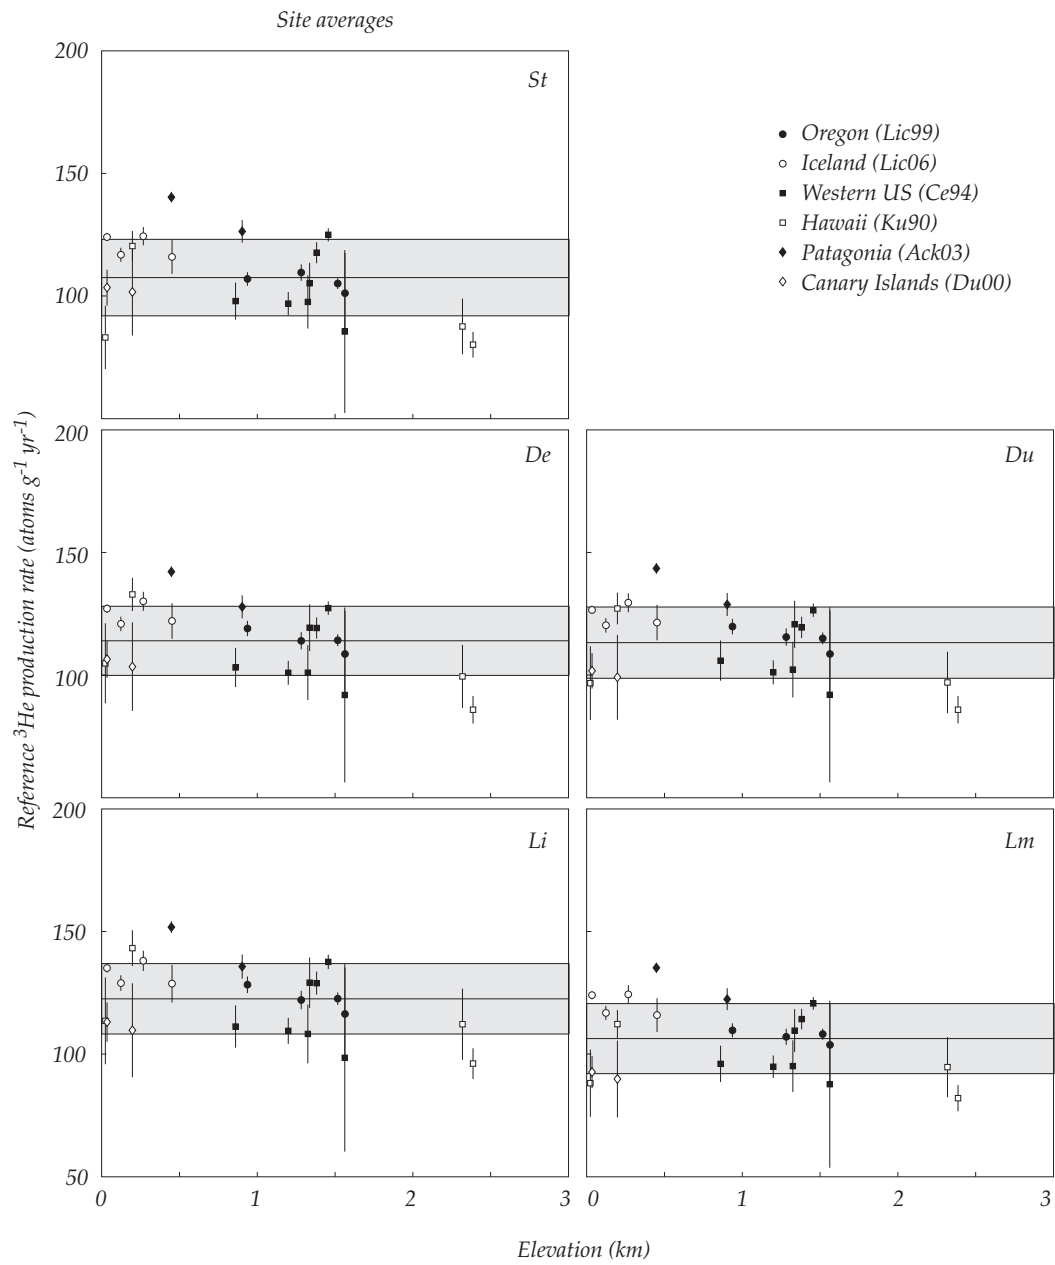 Site averages
200
St
150
100
Oregon (Lic99)
Iceland (Lic06)
Western US (Ce94)
Hawaii (Ku90)
Patagonia (Ack03)
Canary Islands (Du00)
Reference ³He production rate (atoms g⁻¹ yr⁻¹)
200
De
Du
150
100
200
Li
Lm
150
100
50
0 1 2 3 0 1 2 3
Elevation (km)